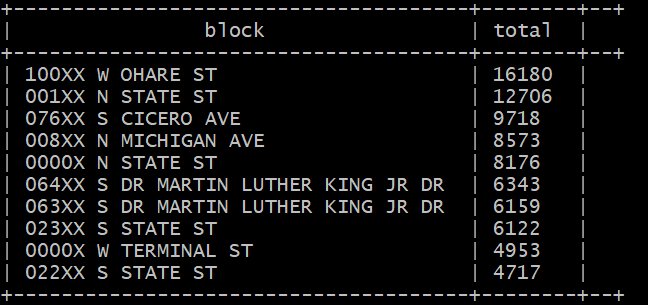 +--------------------------------------+--------+--+
| block | total |
+--------------------------------------+--------+--+
| 100XX W OHARE ST | 16180 |
| 001XX N STATE ST | 12706 |
| 076XX S CICERO AVE | 9718 |
| 008XX N MICHIGAN AVE | 8573 |
| 0000X N STATE ST | 8176 |
| 064XX S DR MARTIN LUTHER KING JR DR | 6343 |
| 063XX S DR MARTIN LUTHER KING JR DR | 6159 |
| 023XX S STATE ST | 6122 |
| 0000X W TERMINAL ST | 4953 |
| 022XX S STATE ST | 4717 |
+--------------------------------------+--------+--+